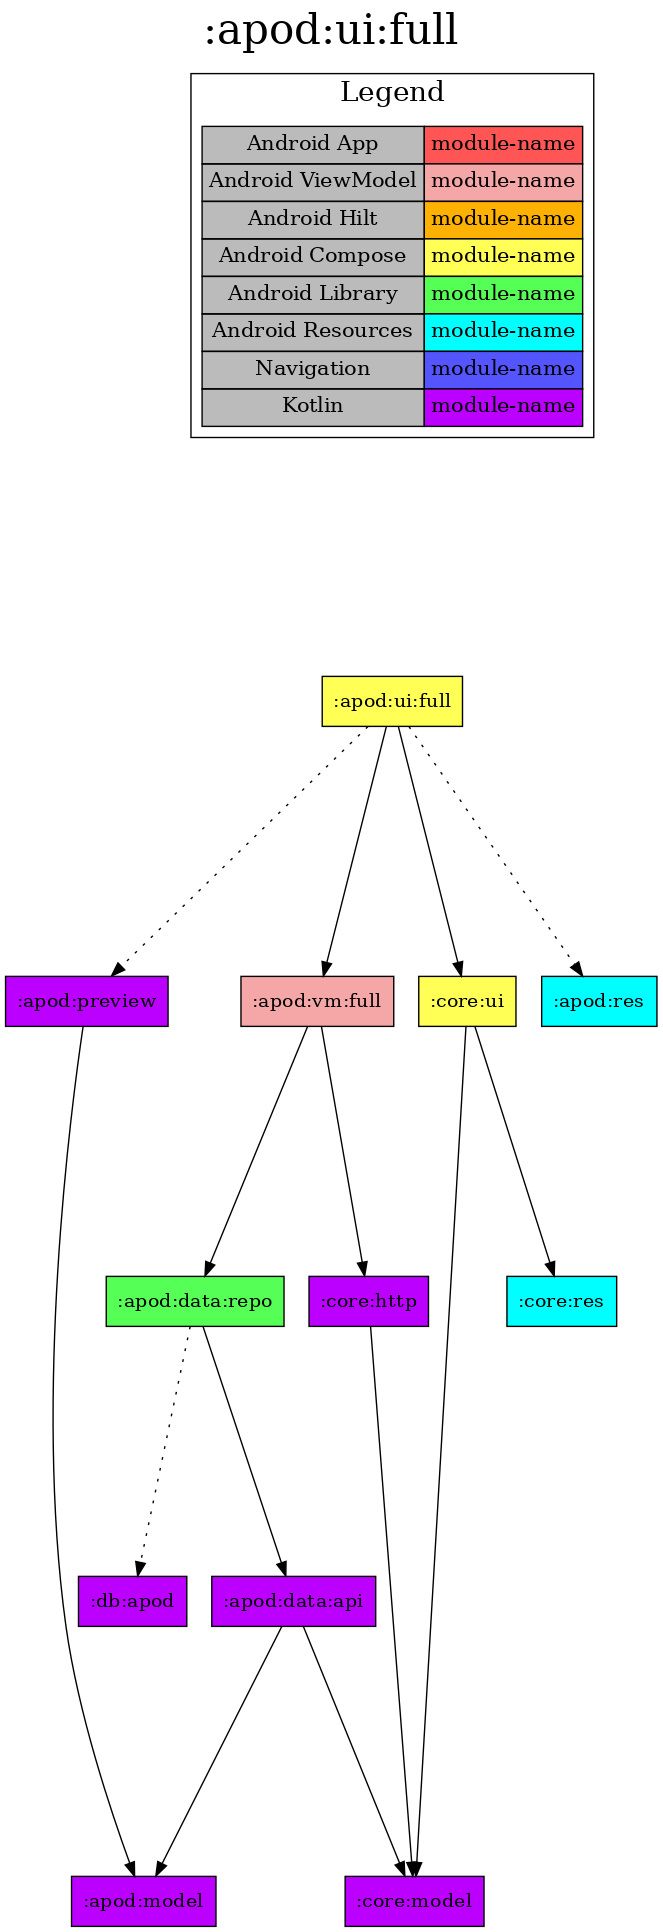 :apod:ui:full
Legend
Android App module-name
Android ViewModel module-name
Android Hilt module-name
Android Compose module-name
Android Library module-name
Android Resources module-name
Navigation module-name
Kotlin module-name
:apod:ui:full
:apod:preview :apod:vm:full :core:ui :apod:res
:apod:data:repo :core:http :core:res
:db:apod :apod:data:api
:apod:model :core:model